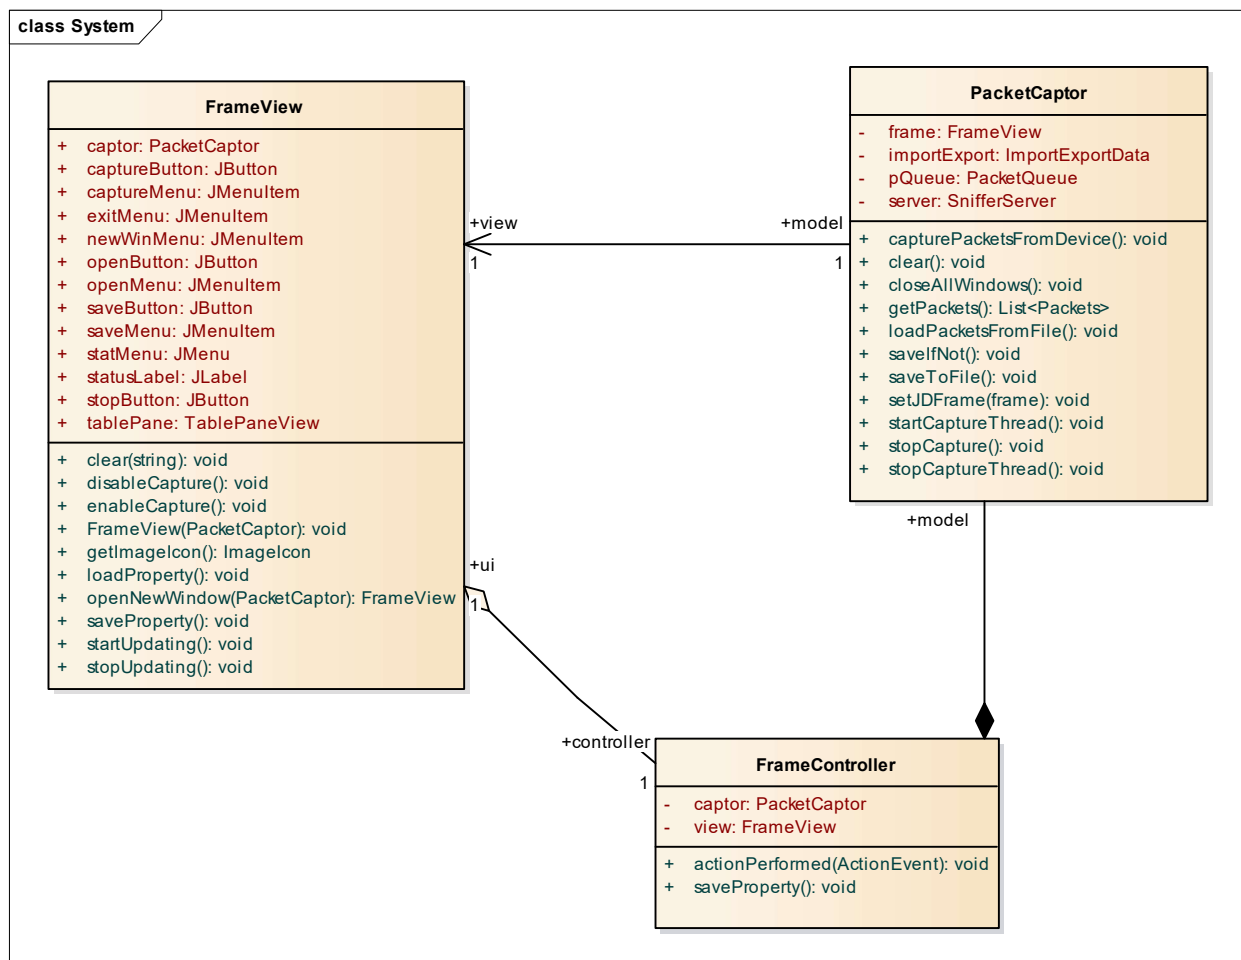 class System
FrameView
+ captor: PacketCaptor
+ captureButton: JButton
+ captureMenu: JMenuItem
+ exitMenu: JMenuItem
+ newWinMenu: JMenuItem
+ openButton: JButton
+ openMenu: JMenuItem
+ saveButton: JButton
+ saveMenu: JMenuItem
+ statMenu: JMenu
+ statusLabel: JLabel
+ stopButton: JButton
+ tablePane: TablePaneView
+ clear(string): void
+ disableCapture(): void
+ enableCapture(): void
+ FrameView(PacketCaptor): void
+ getImageIcon(): ImageIcon
+ loadProperty(): void
+ openNewWindow(PacketCaptor): FrameView
+ saveProperty(): void
+ startUpdating(): void
+ stopUpdating(): void
+view
1
+model
1
PacketCaptor
- frame: FrameView
- importExport: ImportExportData
- pQueue: PacketQueue
- server: SnifferServer
+ capturePacketsFromDevice(): void
+ clear(): void
+ closeAllWindows(): void
+ getPackets(): List<Packets>
+ loadPacketsFromFile(): void
+ saveIfNot(): void
+ saveToFile(): void
+ setJDFrame(frame): void
+ startCaptureThread(): void
+ stopCapture(): void
+ stopCaptureThread(): void
+model
+ui
1
+controller
1
FrameController
- captor: PacketCaptor
- view: FrameView
+ actionPerformed(ActionEvent): void
+ saveProperty(): void